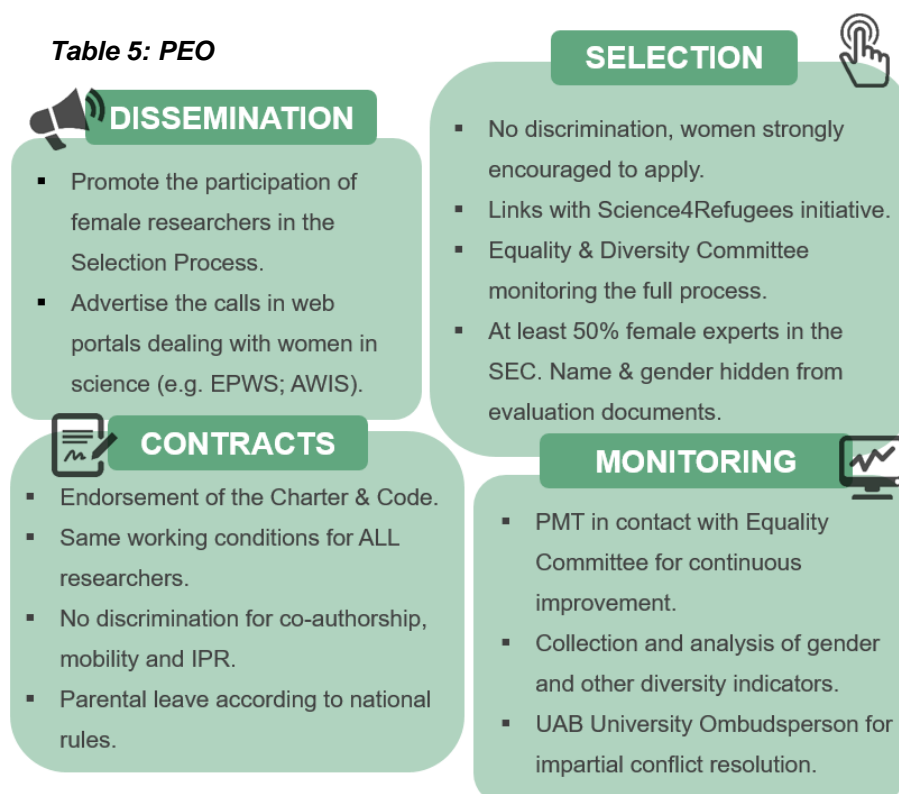 Table 5: PEO
DISSEMINATION
▪ Promote the participation of
female researchers in the
Selection Process.
▪ Advertise the calls in web
portals dealing with women in
science (e.g. EPWS; AWIS).
SELECTION
▪ No discrimination, women strongly
encouraged to apply.
▪ Links with Science4Refugees initiative.
▪ Equality & Diversity Committee
monitoring the full process.
▪ At least 50% female experts in the
SEC. Name & gender hidden from
evaluation documents.
CONTRACTS
▪ Endorsement of the Charter & Code.
▪ Same working conditions for ALL
researchers.
▪ No discrimination for co-authorship,
mobility and IPR.
▪ Parental leave according to national
rules.
MONITORING
▪ PMT in contact with Equality
Committee for continuous
improvement.
▪ Collection and analysis of gender
and other diversity indicators.
▪ UAB University Ombudsperson for
impartial conflict resolution.